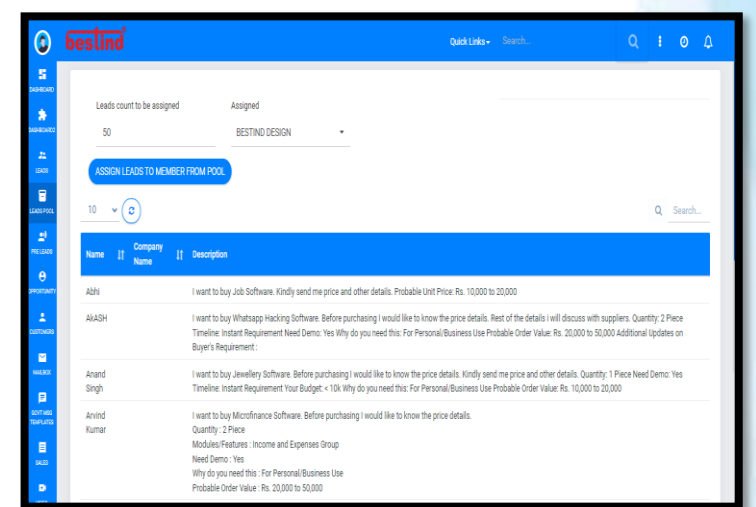 bestind
Quick Links
Search...
DASHBOARD
DASHBOARD2
LEADS
LEADS POOL
PRE LEADS
OPPORTUNITY
CUSTOMERS
MAILBOX
GOVT MSG
TEMPLATES
SALES
Leads count to be assigned
Assigned
50
BESTIND DESIGN
ASSIGN LEADS TO MEMBER FROM POOL
10
Search...
Name
Company
Name
Description
Abhi
I want to buy Job Software. Kindly send me price and other details. Probable Unit Price: Rs. 10,000 to 20,000
AkASH
I want to buy Whatsapp Hacking Software. Before purchasing I would like to know the price details. Rest of the details i will discuss with suppliers. Quantity: 2 Piece
Timeline: Instant Requirement Need Demo: Yes Why do you need this: For Personal/Business Use Probable Order Value: Rs. 20,000 to 50,000 Additional Updates on
Buyer's Requirement :
Anand
Singh
I want to buy Jewellery Software. Before purchasing I would like to know the price details. Kindly send me price and other details. Quantity: 1 Piece Need Demo: Yes
Timeline: Instant Requirement Your Budget: < 10k Why do you need this: For Personal/Business Use Probable Order Value: Rs. 10,000 to 20,000
Arvind
Kumar
I want to buy Microfinance Software. Before purchasing I would like to know the price details.
Quantity : 2 Piece
Modules/Features : Income and Expenses Group
Need Demo : Yes
Why do you need this : For Personal/Business Use
Probable Order Value : Rs. 20,000 to 50,000